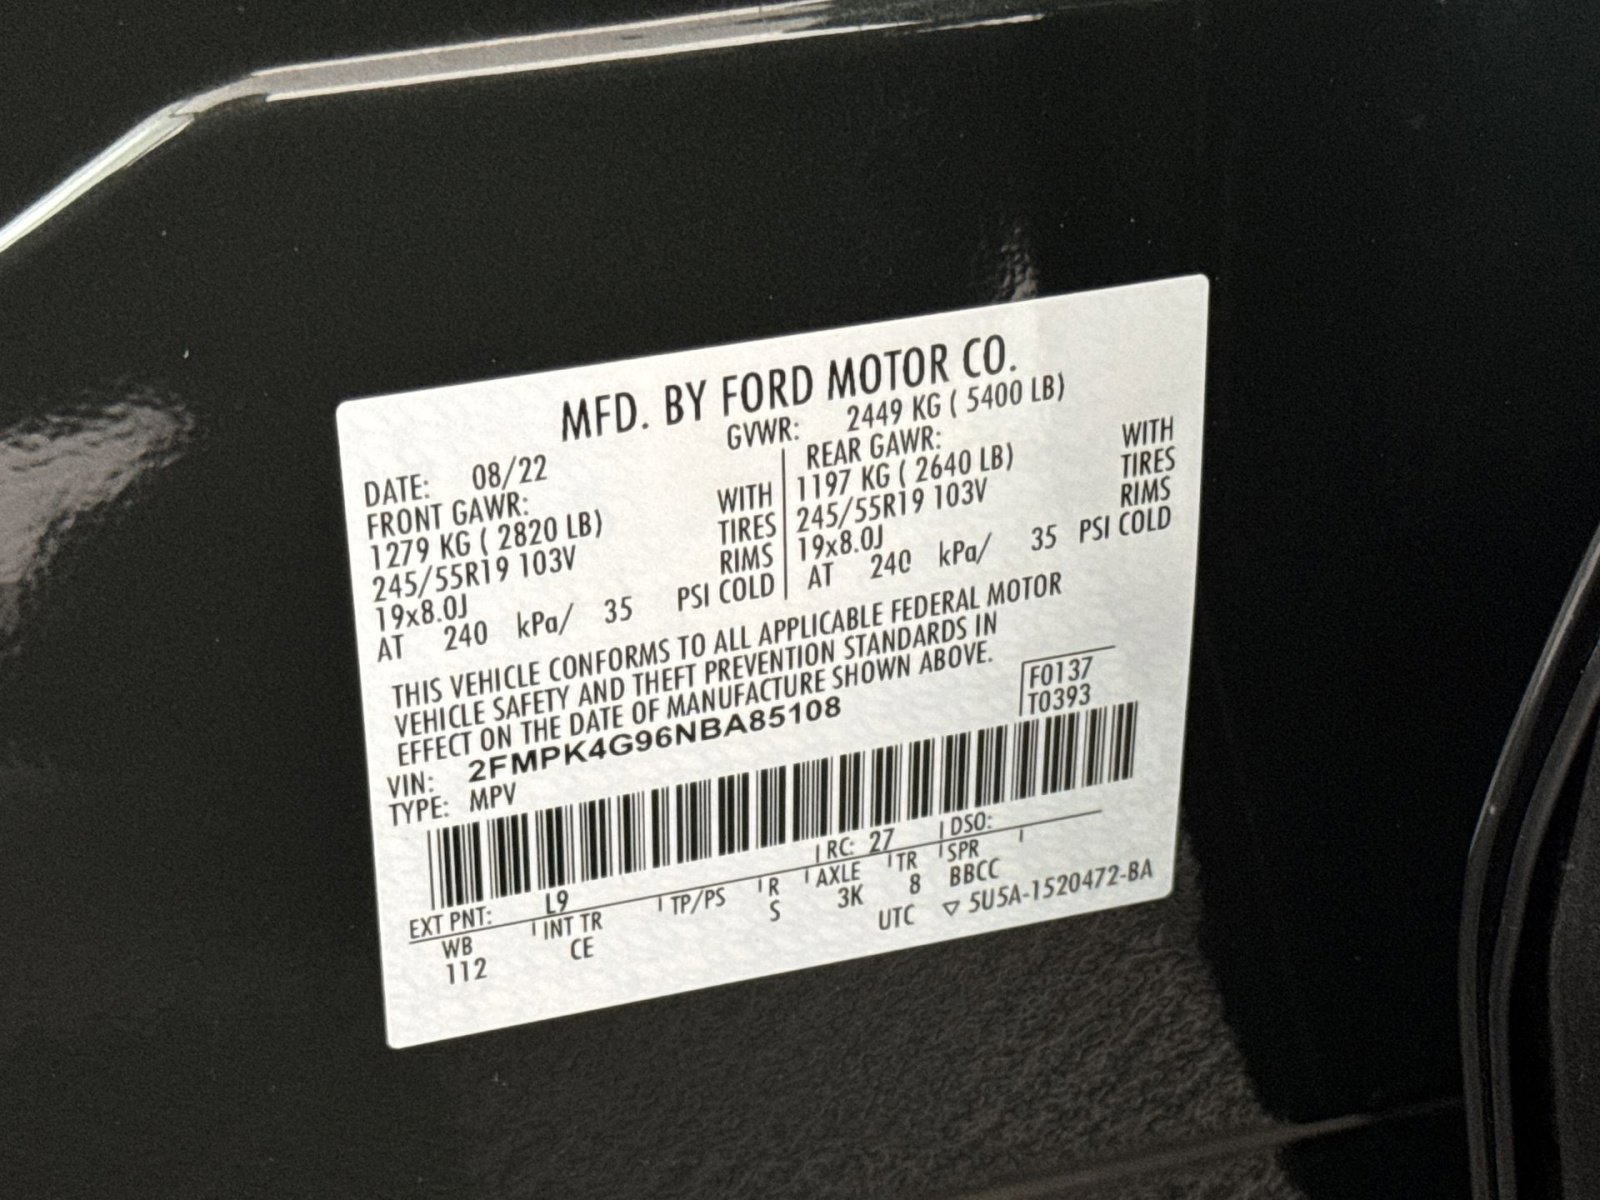 MFD. BY FORD MOTOR CO.
DATE: 08/22 GVWR: 2449 KG ( 5400 LB)
FRONT GAWR: REAR GAWR:
1279 KG ( 2820 LB) WITH 1197 KG ( 2640 LB) WITH
245/55R19 103V TIRES 245/55R19 103V TIRES
19x8.0J RIMS 19x8.0J RIMS
AT 240 kPa/ 35 PSI COLD AT 240 kPa/ 35 PSI COLD
THIS VEHICLE CONFORMS TO ALL APPLICABLE FEDERAL MOTOR
VEHICLE SAFETY AND THEFT PREVENTION STANDARDS IN
EFFECT ON THE DATE OF MANUFACTURE SHOWN ABOVE.
F0137
T0393
VIN: 2FMPK4G96NBA85108
TYPE: MPV
EXT PNT: L9 RC: 27 DSO:
WB INT TR TP/PS R AXLE TR SPR
112 CE S 3K 8 BBCC
UTC ▽ 5U5A-1520472-BA